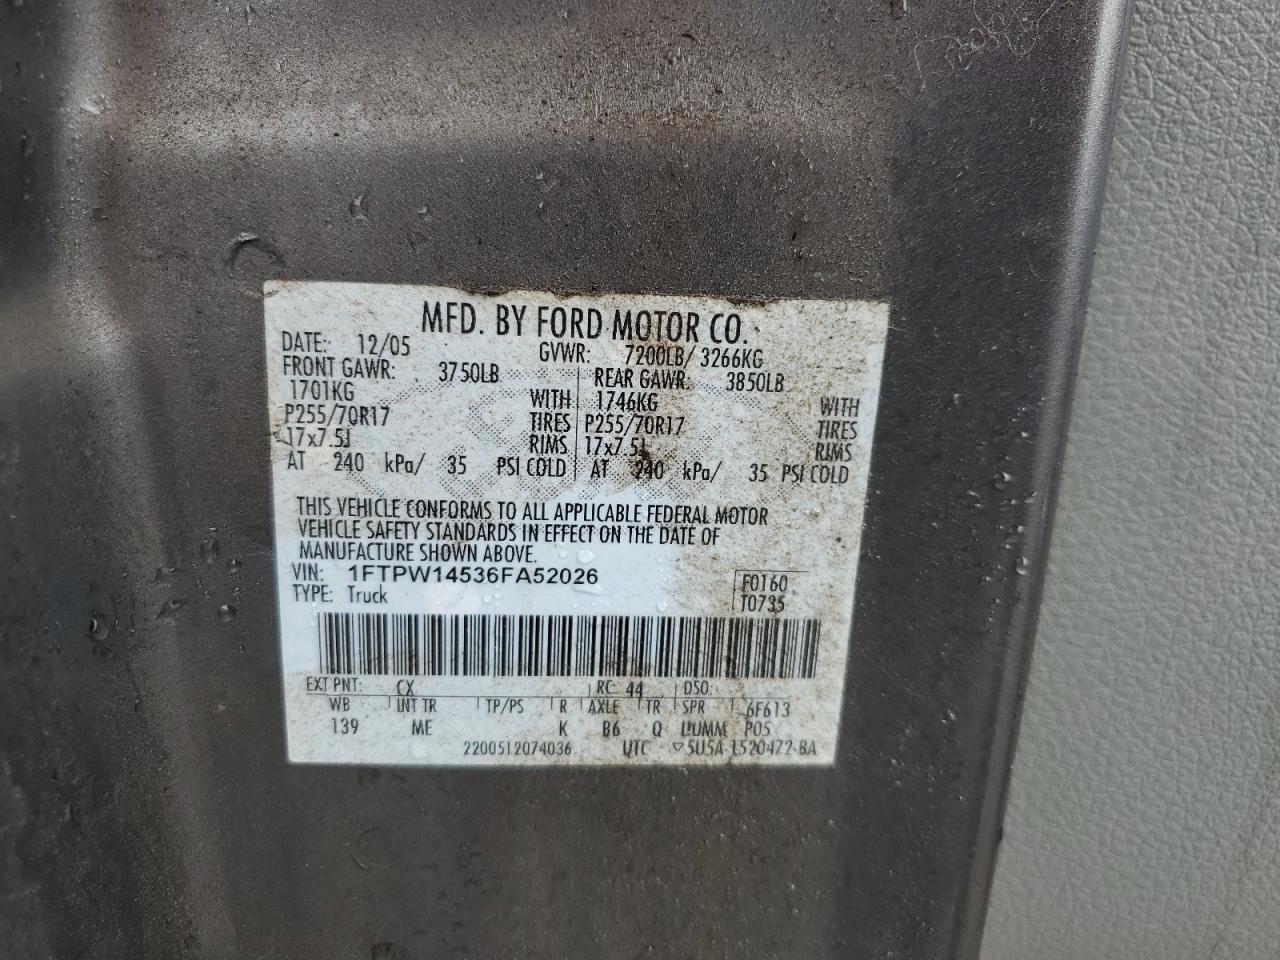 MFD. BY FORD MOTOR CO.
DATE: 12/05 GVWR: 7200LB/ 3266KG
FRONT GAWR: 3750LB REAR GAWR: 3850LB
1701KG WITH 1746KG WITH
P255/70R17 TIRES P255/70R17 TIRES
17x7.5J RIMS 17x7.5J RIMS
AT 240 kPa/ 35 PSI COLD AT 240 kPa/ 35 PSI COLD
THIS VEHICLE CONFORMS TO ALL APPLICABLE FEDERAL MOTOR
VEHICLE SAFETY STANDARDS IN EFFECT ON THE DATE OF
MANUFACTURE SHOWN ABOVE.
VIN: 1FTPW14536FA52026 F0160
TYPE: Truck T0735
EXT PNT: CX RC: 44 DSO:
WB INT TR TP/PS R AXLE TR SPR 6F613
139 ME K B6 Q UUMM P05
2200512074036 UTC ▽5U5A-1520472-BA